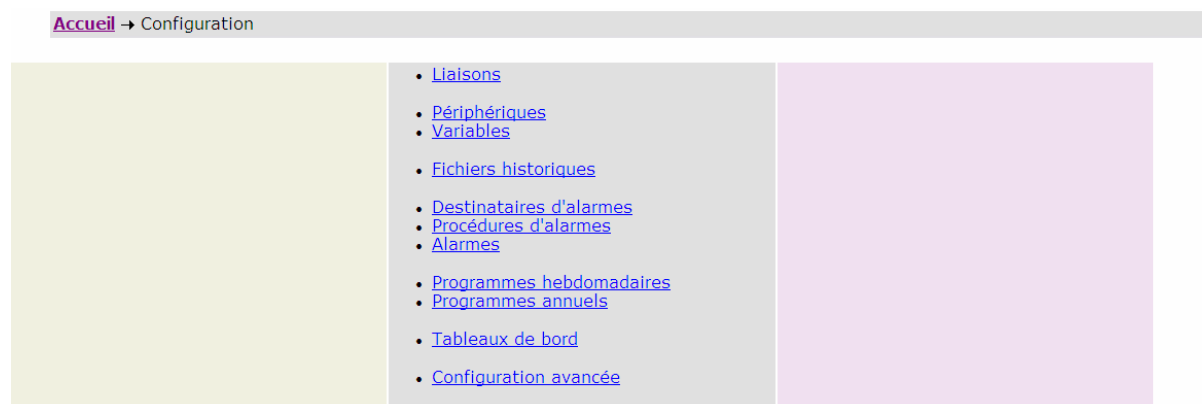 Accueil → Configuration
• Liaisons
• Périphériques
• Variables
• Fichiers historiques
• Destinataires d'alarmes
• Procédures d'alarmes
• Alarmes
• Programmes hebdomadaires
• Programmes annuels
• Tableaux de bord
• Configuration avancée